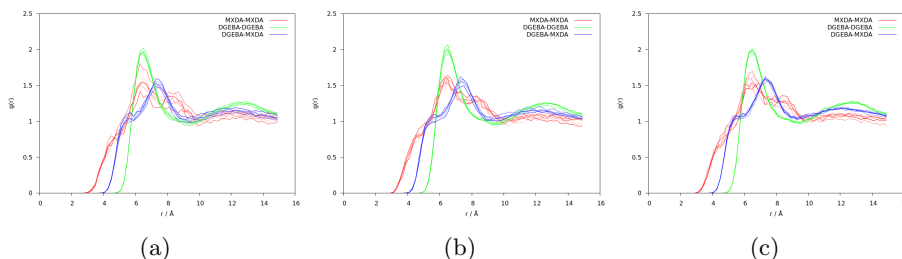 MXDA-MXDA
DGEBA-DGEBA
DGEBA-MXDA
2.5
2
1.5
1
0.5
0
g(r)
0 2 4 6 8 10 12 14 16
r / Å
(a)
MXDA-MXDA
DGEBA-DGEBA
DGEBA-MXDA
2.5
2
1.5
1
0.5
0
g(r)
0 2 4 6 8 10 12 14 16
r / Å
(b)
MXDA-MXDA
DGEBA-DGEBA
DGEBA-MXDA
2.5
2
1.5
1
0.5
0
g(r)
0 2 4 6 8 10 12 14 16
r / Å
(c)